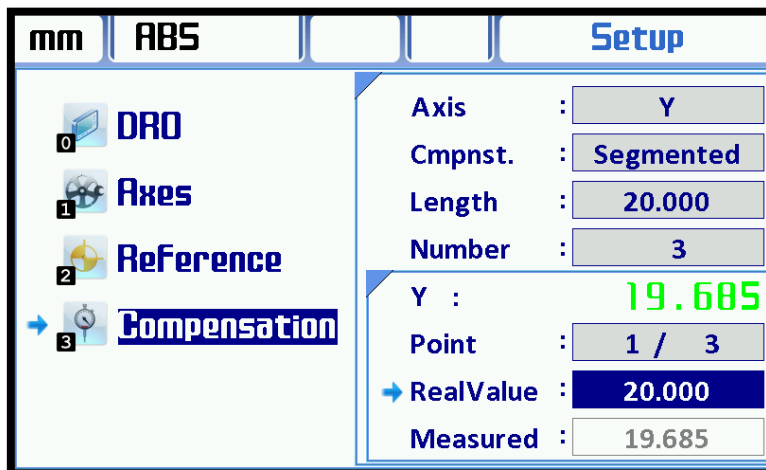 mm ABS Setup
0 DRO
1 Axes
2 Reference
3 Compensation
Axis : Y
Cmpnst. : Segmented
Length : 20.000
Number : 3
Y : 19.685
Point : 1 / 3
RealValue : 20.000
Measured : 19.685